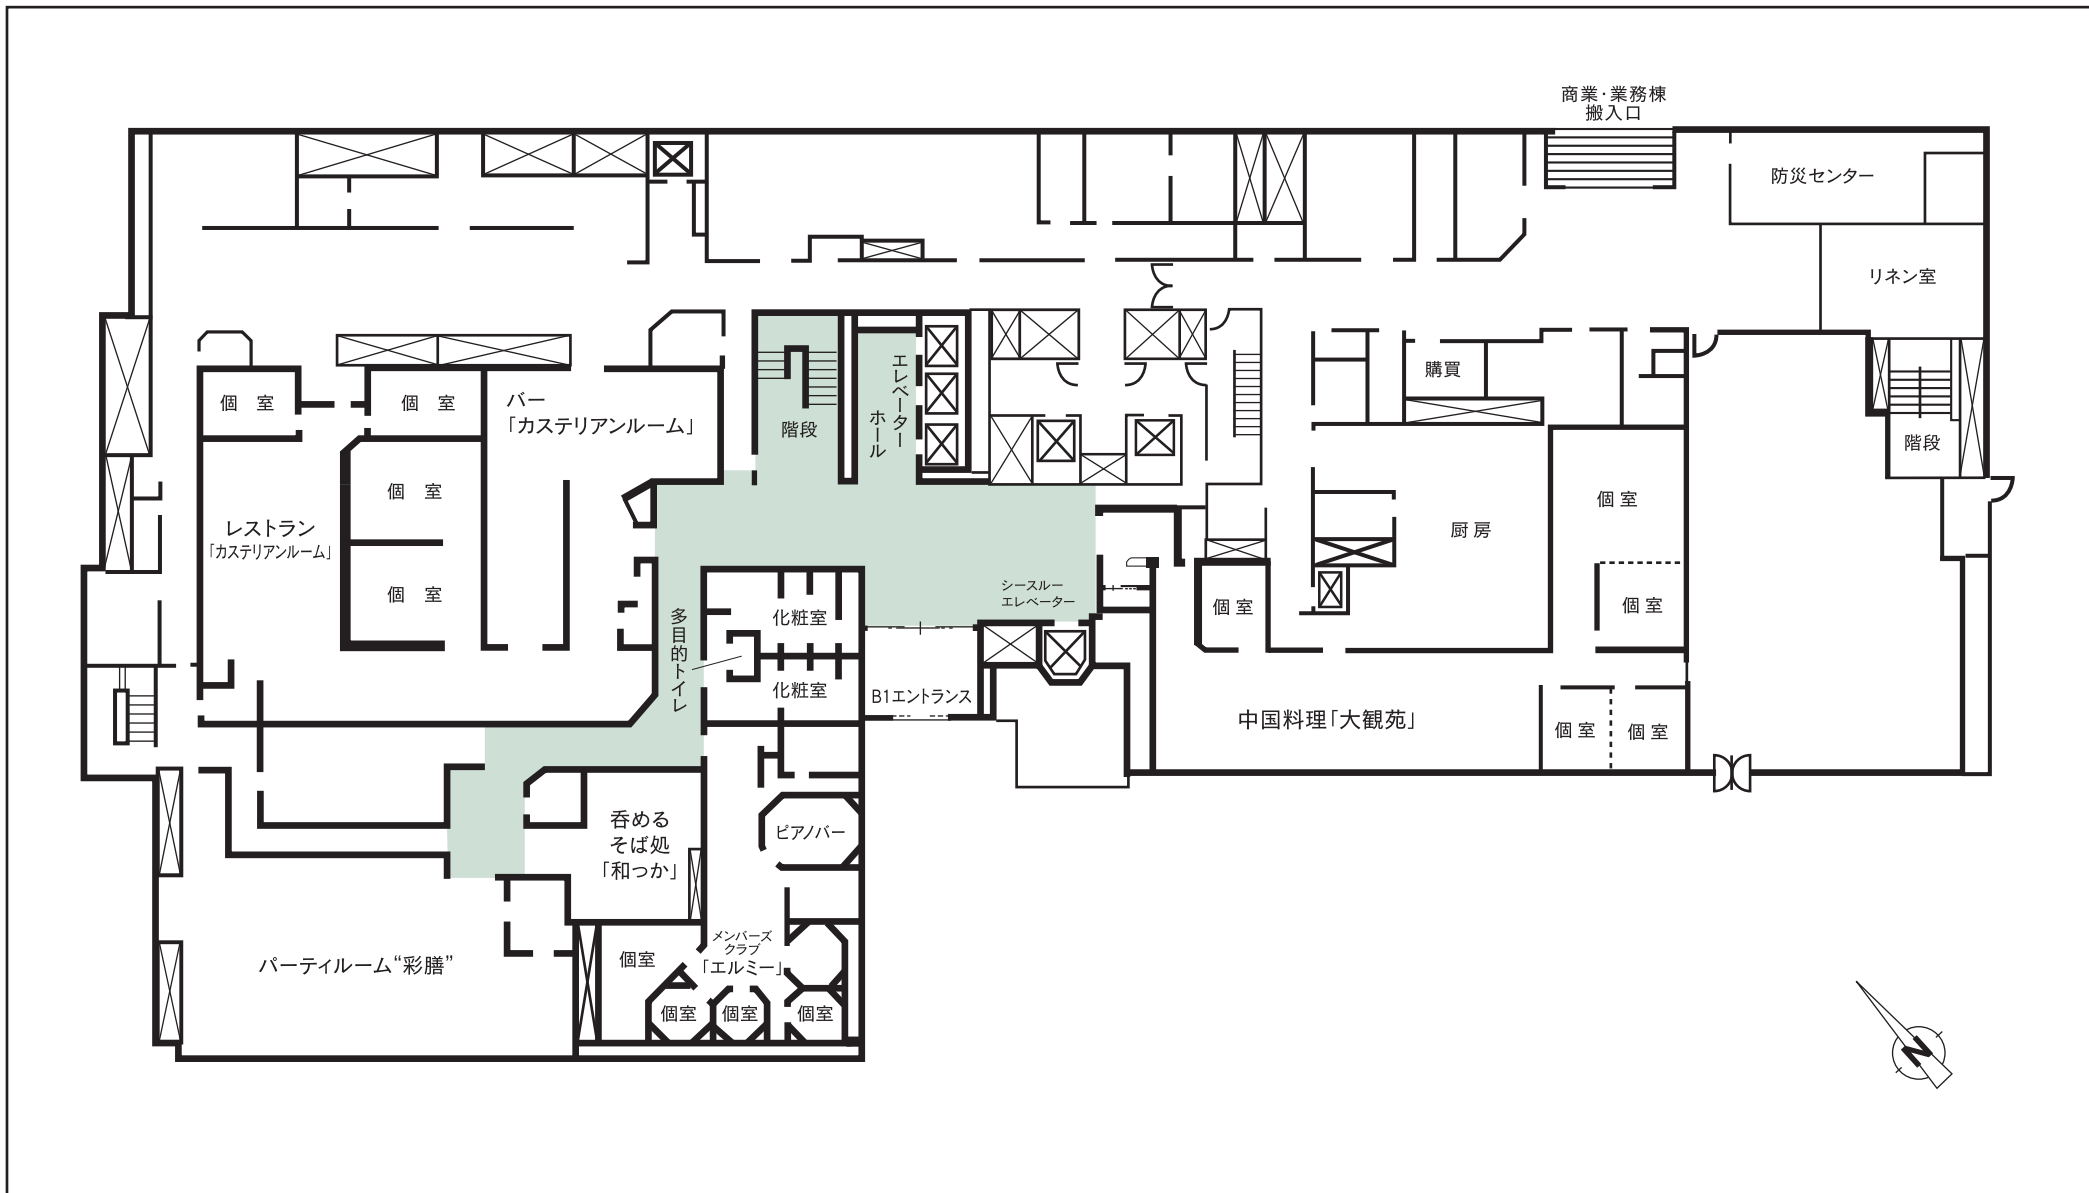 商業・業務棟
搬入口
防災センター
リネン室
購買
階段
個室
個室
厨房
個室
個室
個室
中国料理「大観苑」
個　室
個　室
バー
「カステリアンルーム」
階段
エレベーター
ホール
個　室
個　室
レストラン
「カステリアンルーム」
シースルー
エレベーター
多目的トイレ
化粧室
化粧室
B1エントランス
呑める
そば処
「和っか」
ピアノバー
メンバーズ
クラブ
「エルミー」
個室
個室
個室
個室
パーティルーム“彩膳”
N